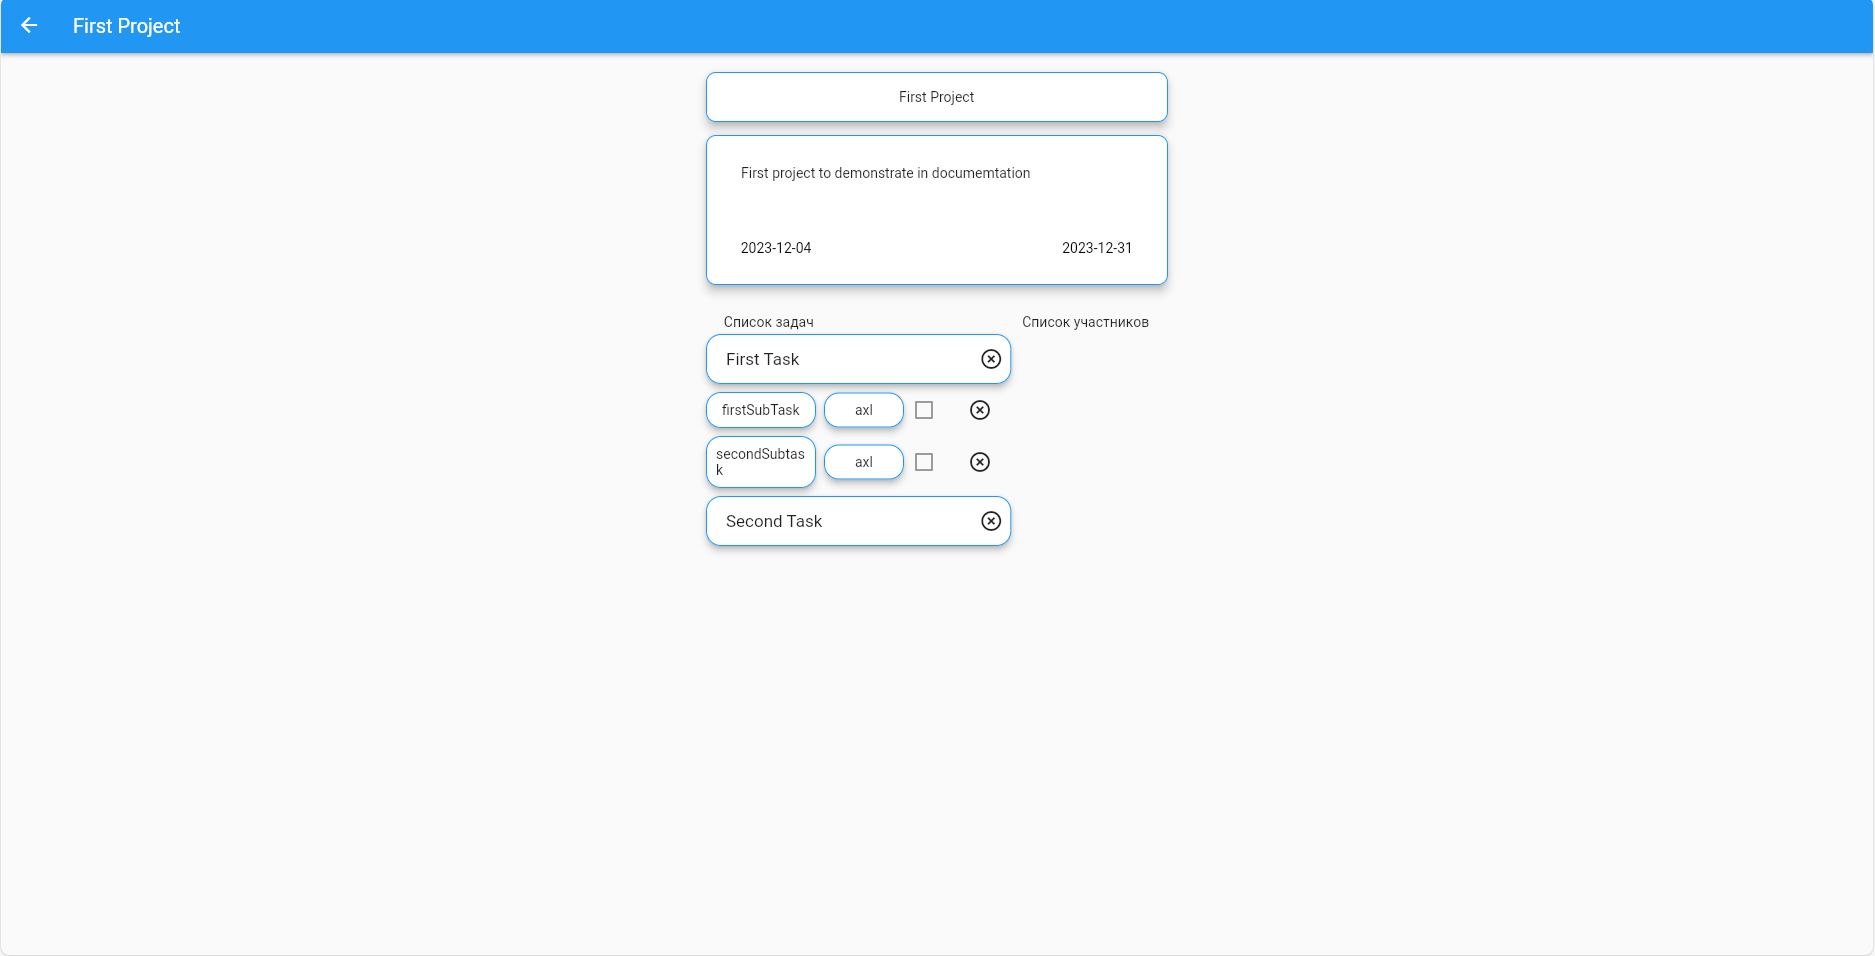 First Project
First Project
First project to demonstrate in documemtation
2023-12-04 2023-12-31
Список задач Список участников
First Task
firstSubTask axl
secondSubtas
k
axl
Second Task